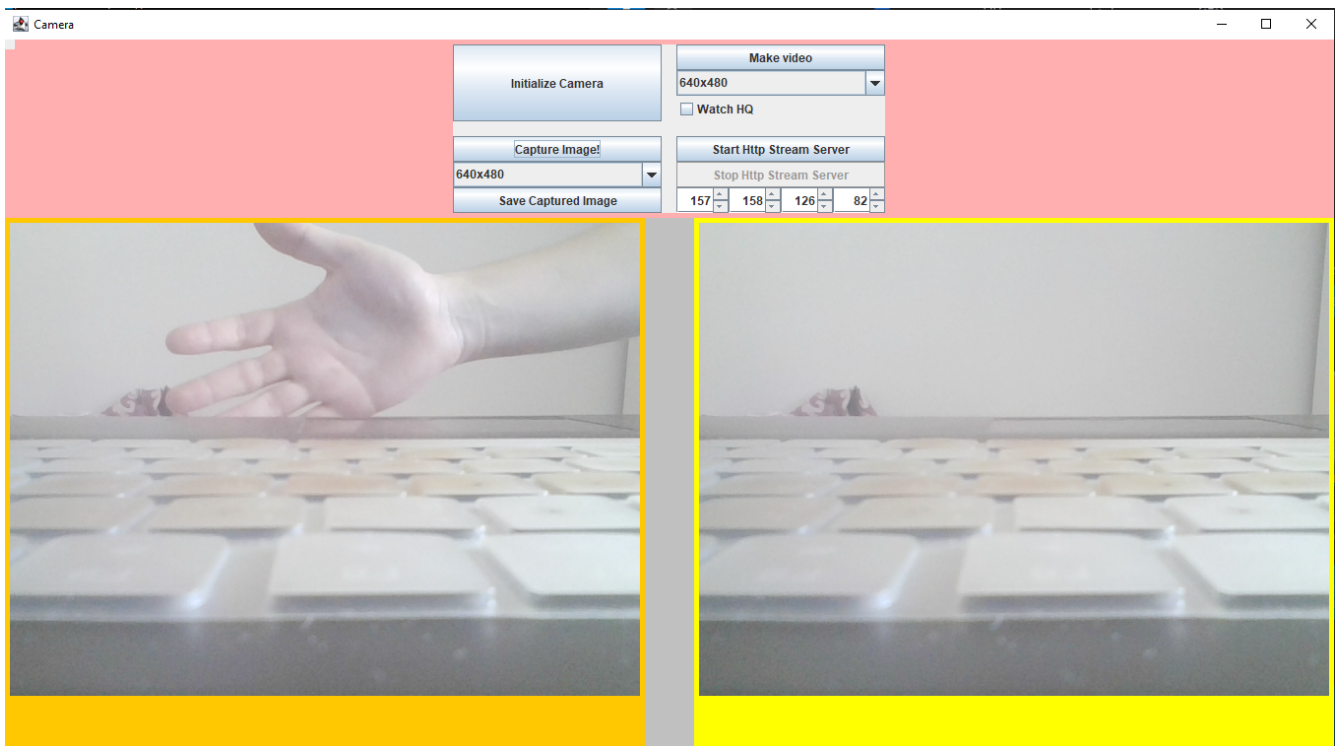 Camera
Initialize Camera
Make video
640x480
Watch HQ
Capture Image!
Start Http Stream Server
640x480
Stop Http Stream Server
Save Captured Image
157 158 126 82